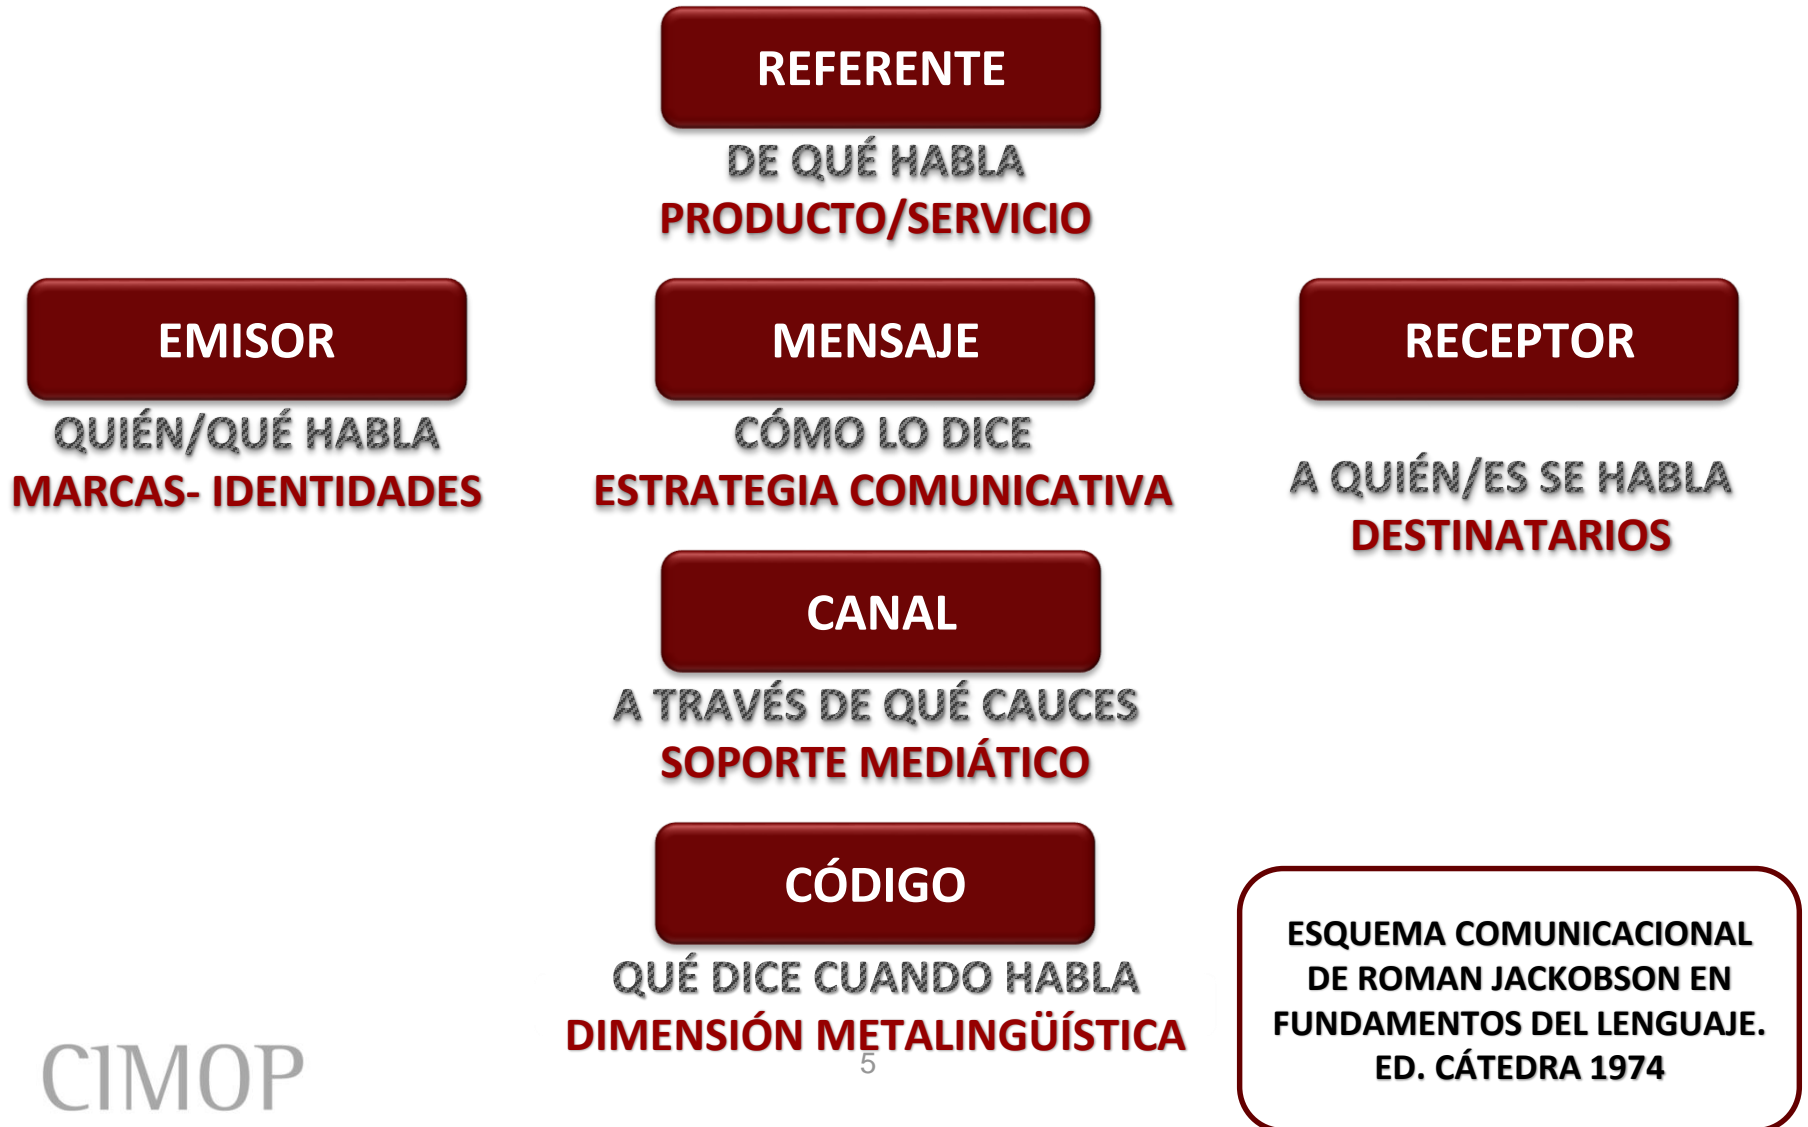 REFERENTE
DE QUÉ HABLA
PRODUCTO/SERVICIO
EMISOR
QUIÉN/QUÉ HABLA
MARCAS- IDENTIDADES
MENSAJE
CÓMO LO DICE
ESTRATEGIA COMUNICATIVA
RECEPTOR
A QUIÉN/ES SE HABLA
DESTINATARIOS
CANAL
A TRAVÉS DE QUÉ CAUCES
SOPORTE MEDIÁTICO
CÓDIGO
QUÉ DICE CUANDO HABLA
DIMENSIÓN METALINGÜÍSTICA
ESQUEMA COMUNICACIONAL
DE ROMAN JACKOBSON EN
FUNDAMENTOS DEL LENGUAJE.
ED. CÁTEDRA 1974
CIMOP
5